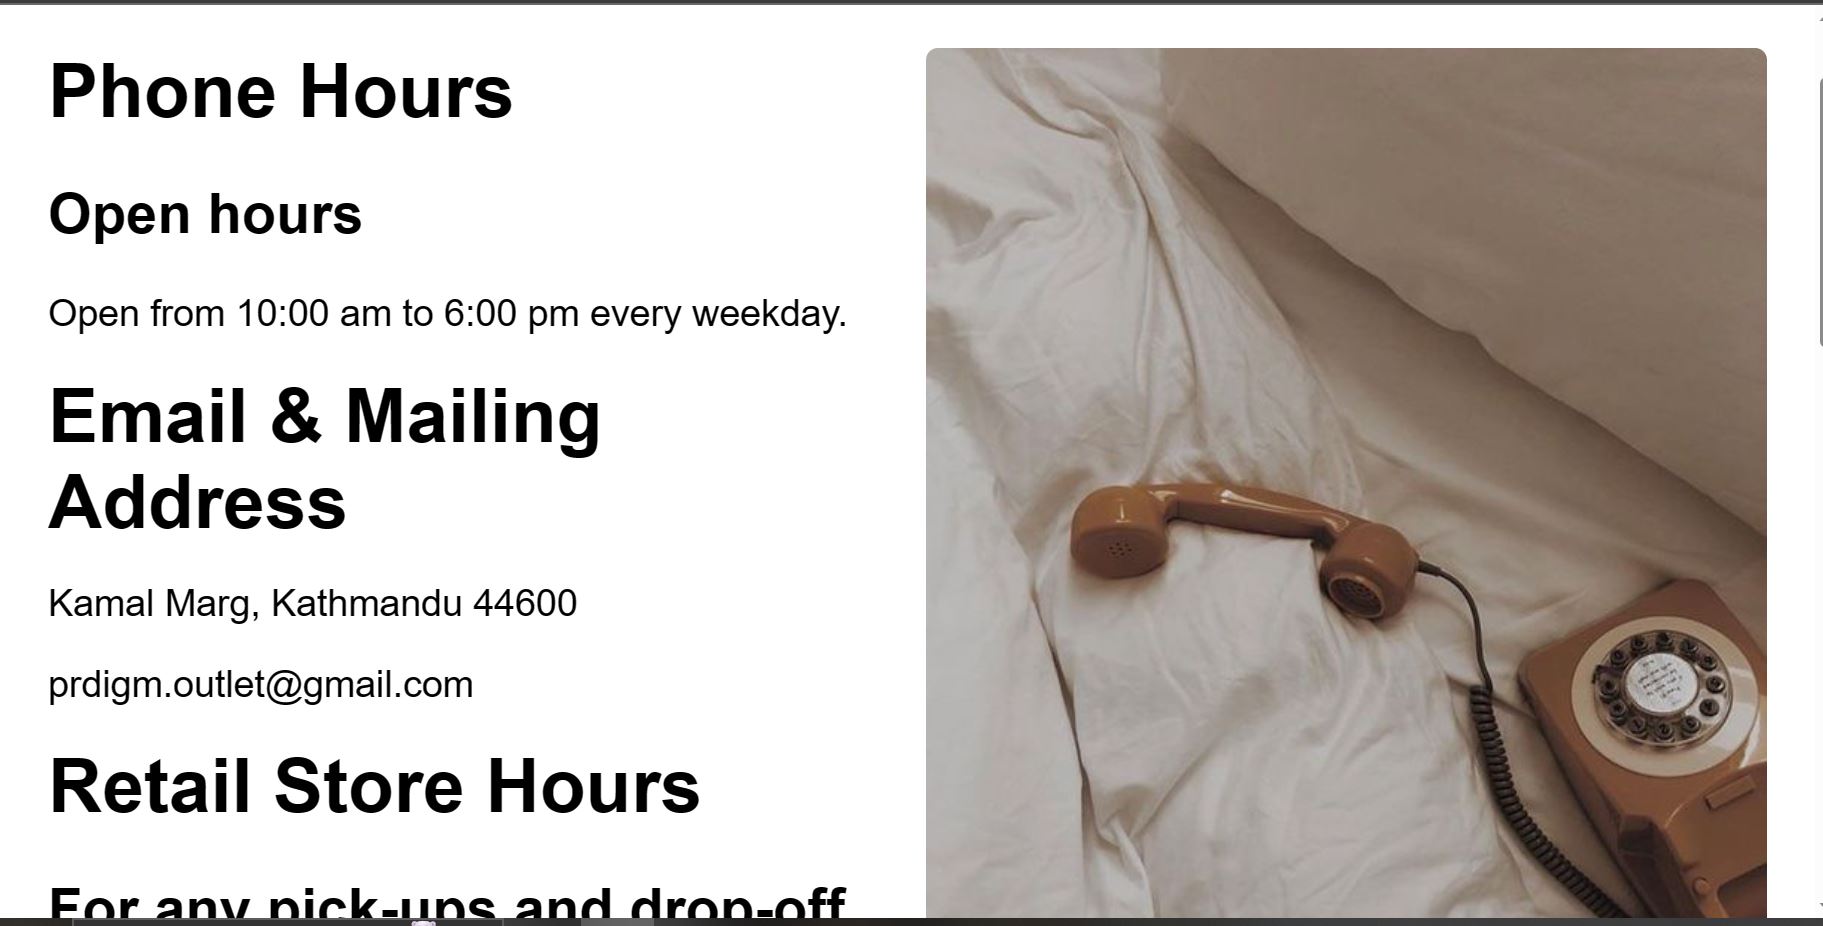 Phone Hours
Open hours
Open from 10:00 am to 6:00 pm every weekday.
Email & Mailing
Address
Kamal Marg, Kathmandu 44600
prdigm.outlet@gmail.com
Retail Store Hours
For any pick-ups and drop-off